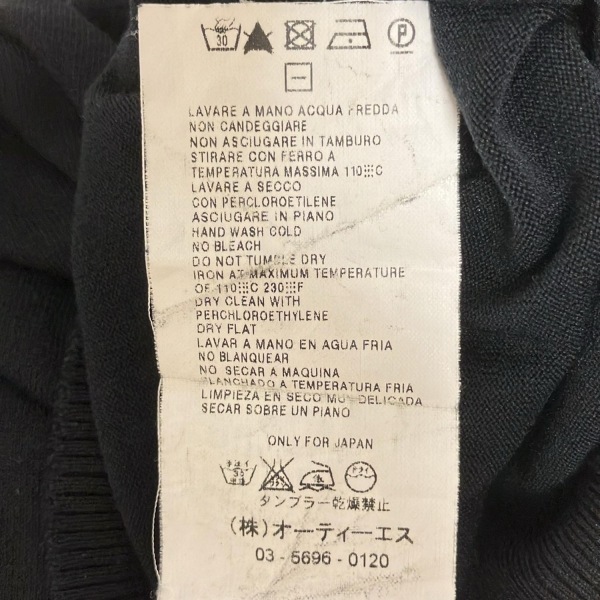 30 P
LAVARE A MANO ACQUA FREDDA
NON CANDEGGIARE
NON ASCIUGARE IN TAMBURO
STIRARE CON FERRO A
TEMPERATURA MASSIMA 110░C
LAVARE A SECCO
CON PERCLOROETILENE
ASCIUGARE IN PIANO
HAND WASH COLD
NO BLEACH
DO NOT TUMBLE DRY
IRON AT MAXIMUM TEMPERATURE
OF 110░C 230░F
DRY CLEAN WITH
PERCHLOROETHYLENE
DRY FLAT
LAVAR A MANO EN AGUA FRIA
NO BLANQUEAR
NO SECAR A MAQUINA
PLANCHADO A TEMPERATURA FRIA
LIMPIEZA EN SECO MUY DELICADA
SECAR SOBRE UN PIANO
ONLY FOR JAPAN
タンブラー乾燥禁止
(株)オーティーエス
03-5696-0120